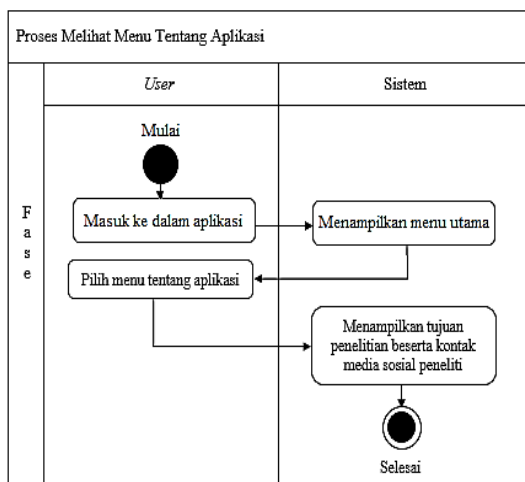 Proses Melihat Menu Tentang Aplikasi
User
Sistem
F
a
s
e
Mulai
Masuk ke dalam aplikasi
Menampilkan menu utama
Pilih menu tentang aplikasi
Menampilkan tujuan
penelitian beserta kontak
media sosial peneliti
Selesai